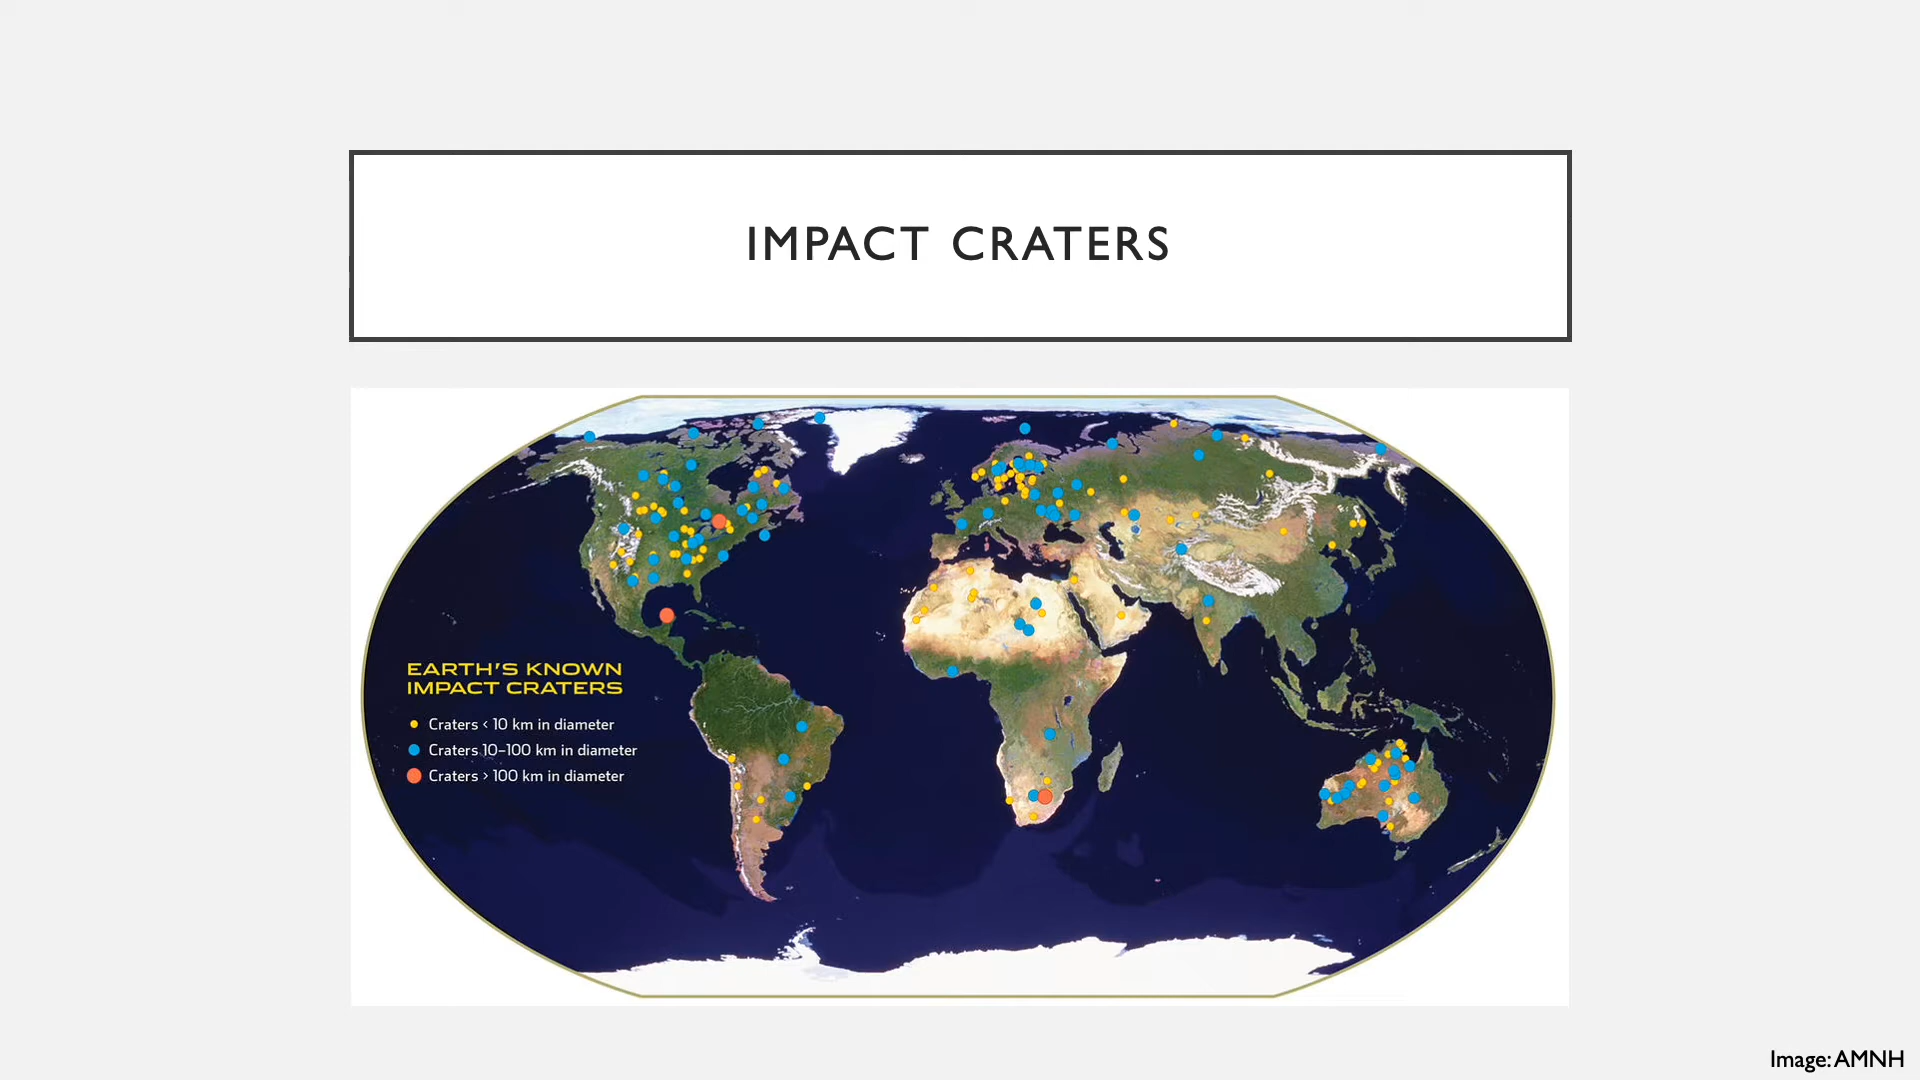 IMPACT CRATERS
EARTH'S KNOWN
IMPACT CRATERS
Craters < 10 km in diameter
Craters 10–100 km in diameter
Craters > 100 km in diameter
Image: AMNH